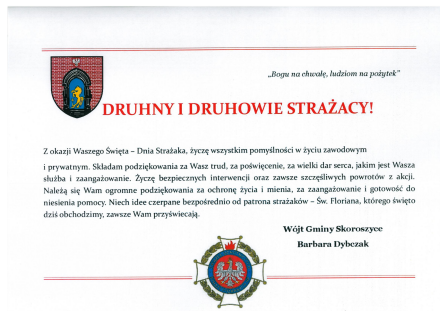 „Bogu na chwałę, ludziom na pożytek”
DRUHNY I DRUHOWIE STRAŻACY!
Z okazji Waszego Święta – Dnia Strażaka, życzę wszystkim pomyślności w życiu zawodowym
i prywatnym. Składam podziękowania za Wasz trud, za poświęcenie, za wielki dar serca, jakim jest Wasza
służba i zaangażowanie. Życzę bezpiecznych interwencji oraz zawsze szczęśliwych powrotów z akcji.
Należą się Wam ogromne podziękowania za ochronę życia i mienia, za zaangażowanie i gotowość do
niesienia pomocy. Niech idee czerpane bezpośrednio od patrona strażaków – Św. Floriana, którego święto
dziś obchodzimy, zawsze Wam przyświecają.
Wójt Gminy Skoroszyce
Barbara Dybczak